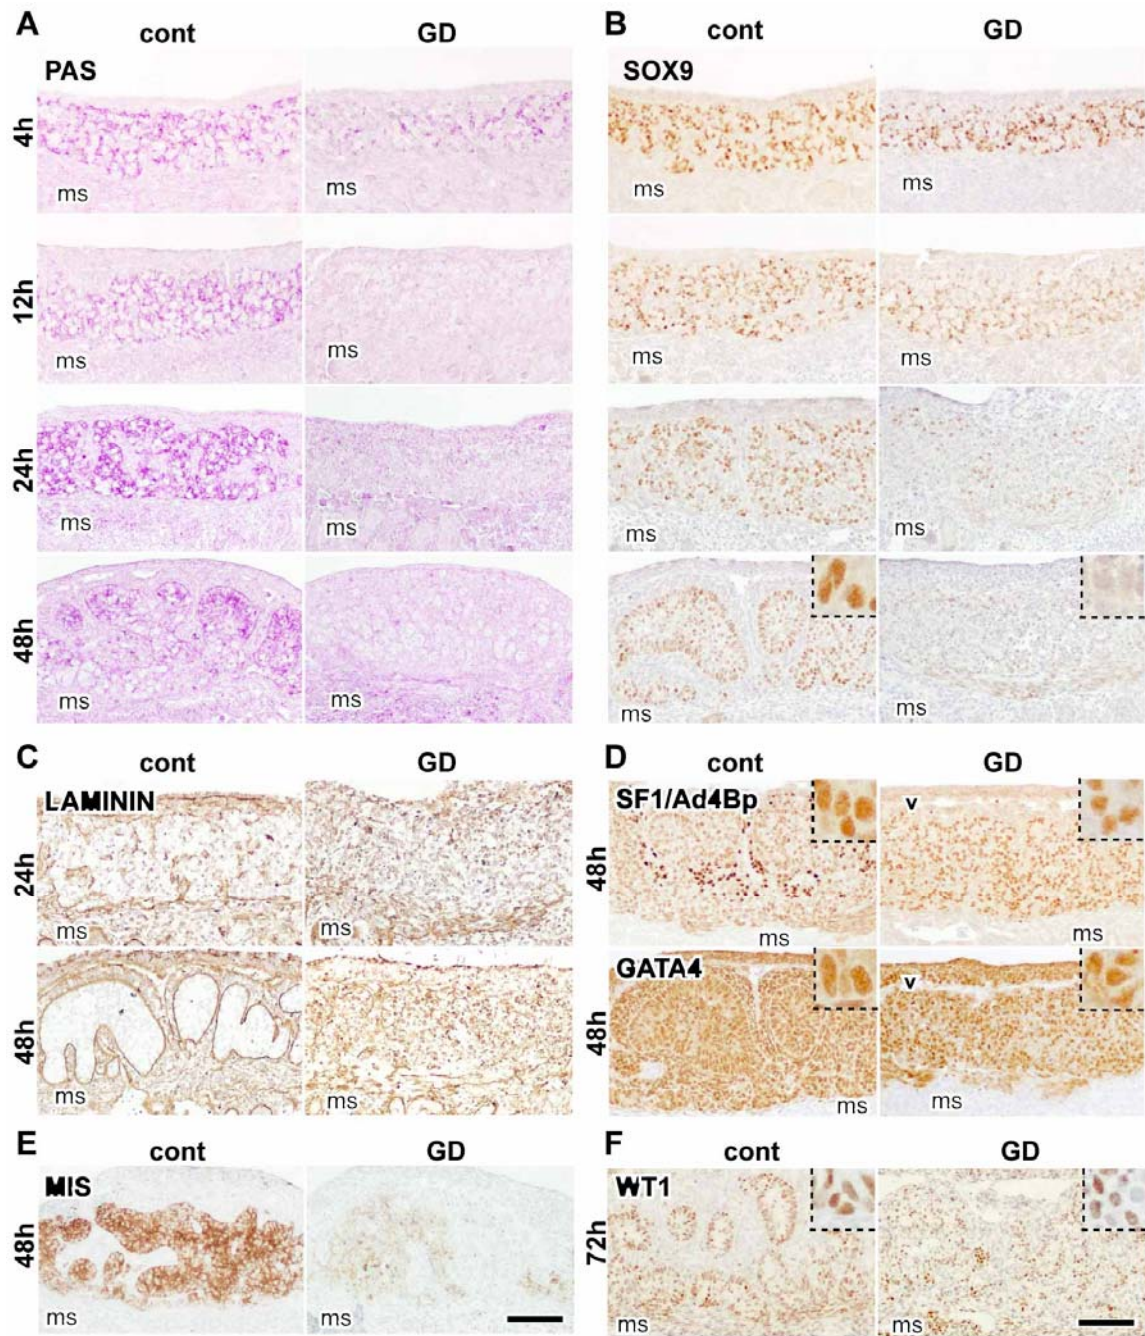 A
cont GD
PAS
4h
ms ms
12h
ms ms
24h
ms ms
48h
ms ms
B
cont GD
SOX9
ms ms
ms ms
ms ms
ms ms
C
cont GD
LAMININ
24h
ms ms
48h
ms ms
D
cont GD
SF1/Ad4Bp
v
48h
ms ms
GATA4
v
48h
ms ms
E
cont GD
MIS
48h
ms ms
F
cont GD
WT1
72h
ms ms